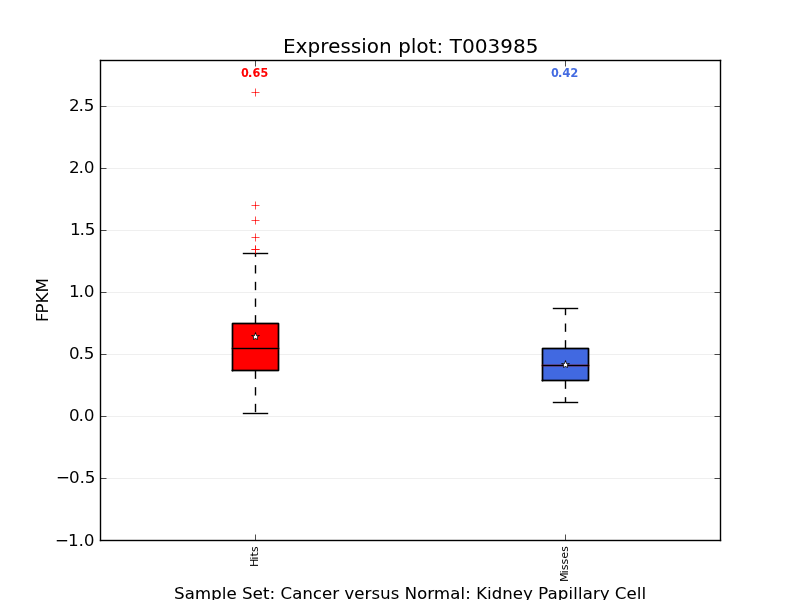 Expression plot: T003985
0.65 0.42
2.5
2.0
1.5
1.0
0.5
0.0
−0.5
−1.0
FPKM
Hits Misses
Sample Set: Cancer versus Normal: Kidney Papillary Cell